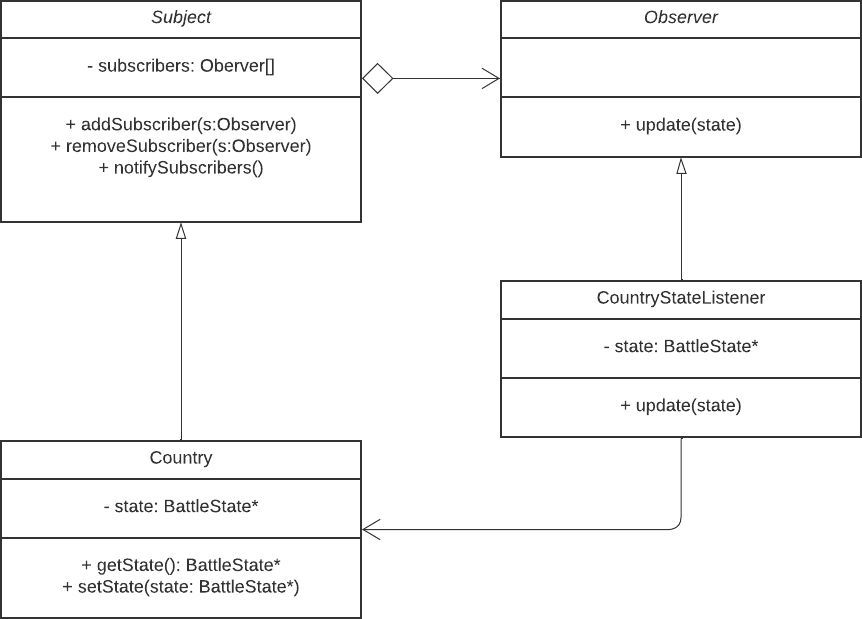 Subject
- subscribers: Oberver[]
+ addSubscriber(s:Observer)
+ removeSubscriber(s:Observer)
+ notifySubscribers()
Observer
+ update(state)
CountryStateListener
- state: BattleState*
+ update(state)
Country
- state: BattleState*
+ getState(): BattleState*
+ setState(state: BattleState*)